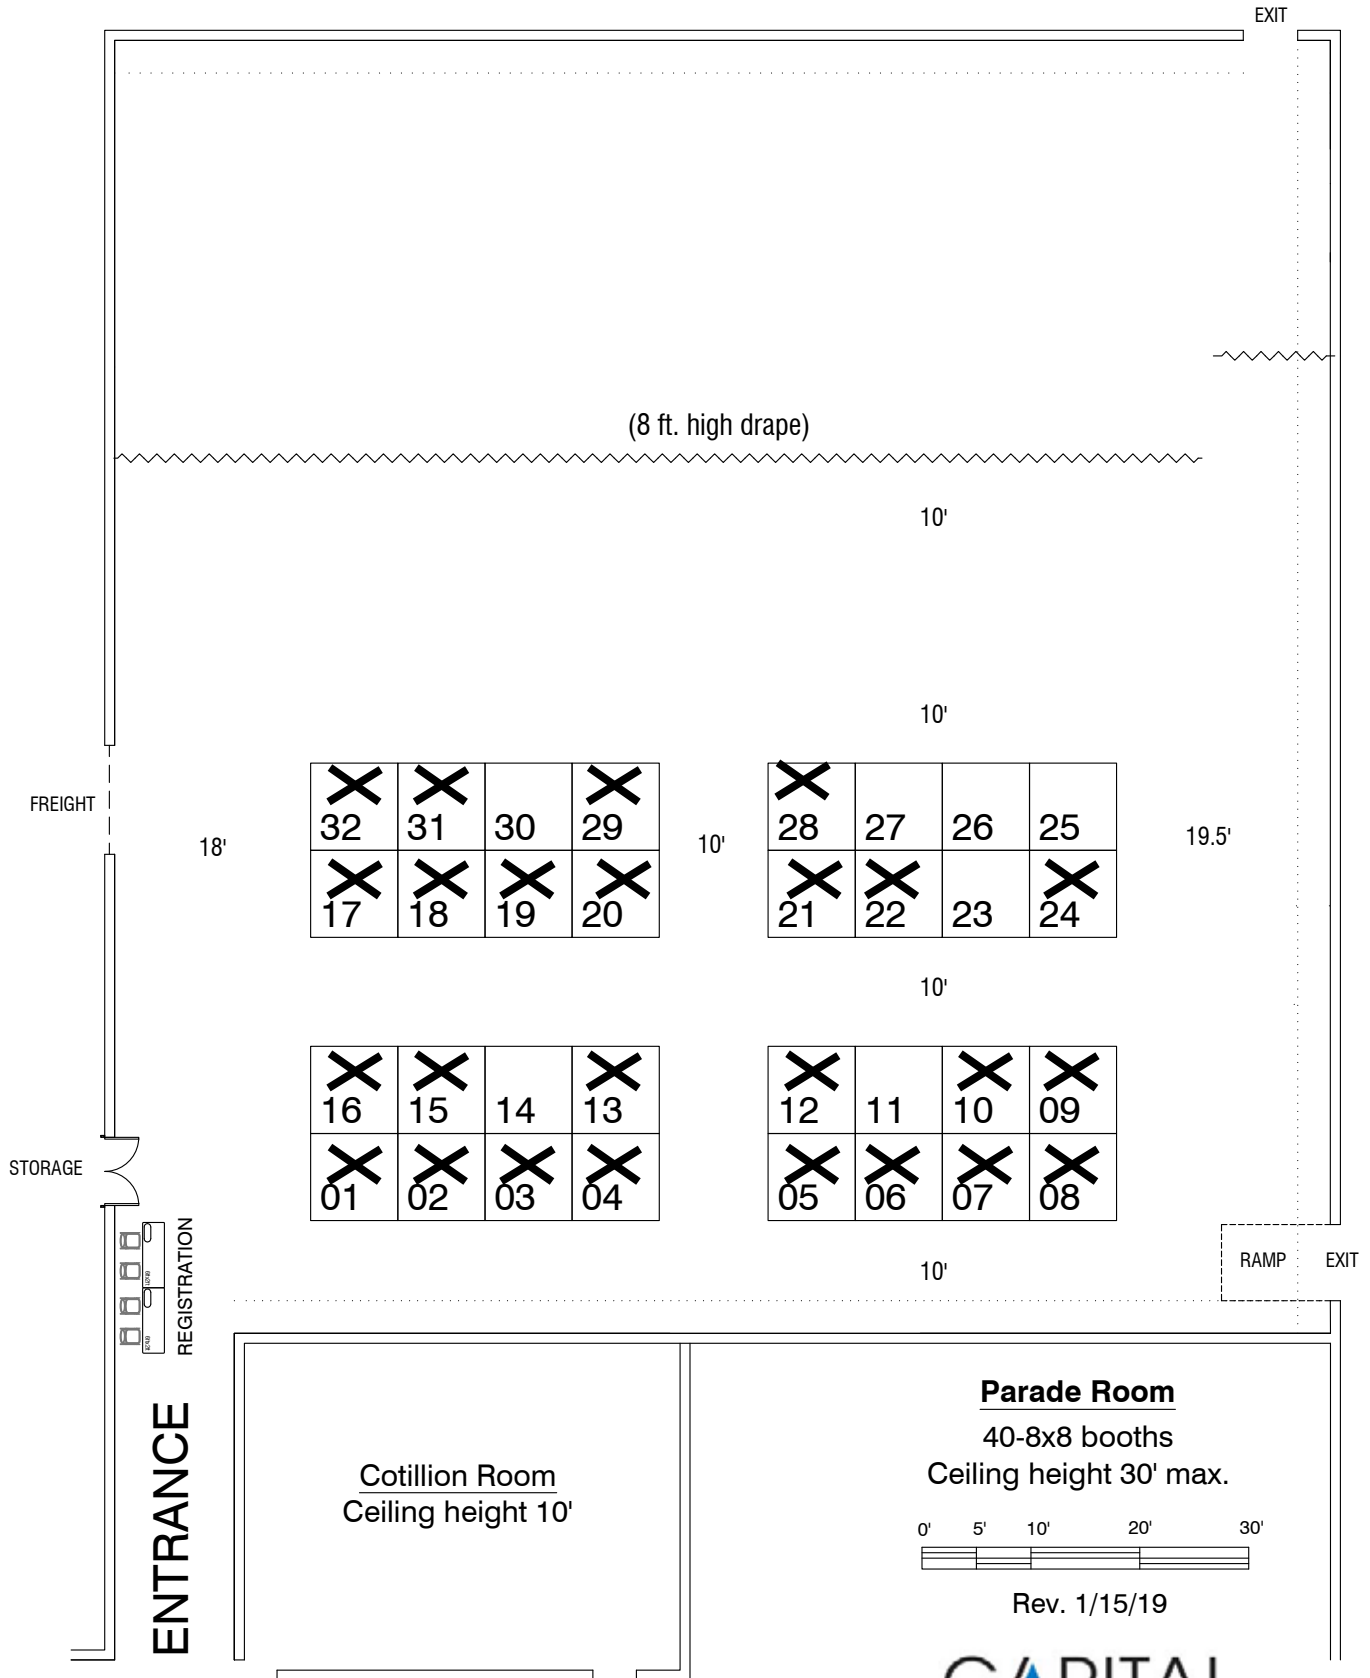 EXIT
(8 ft. high drape)
10'
10'
32 31 30 29 28 27 26 25
FREIGHT
18' 10' 19.5'
17 18 19 20 21 22 23 24
10'
16 15 14 13 12 11 10 09
STORAGE
01 02 03 04 05 06 07 08
REGISTRATION
10'
RAMP EXIT
ENTRANCE
Cotillion Room
Ceiling height 10'
Parade Room
40-8x8 booths
Ceiling height 30' max.
0' 5' 10' 20' 30'
Rev. 1/15/19
CAPITAL